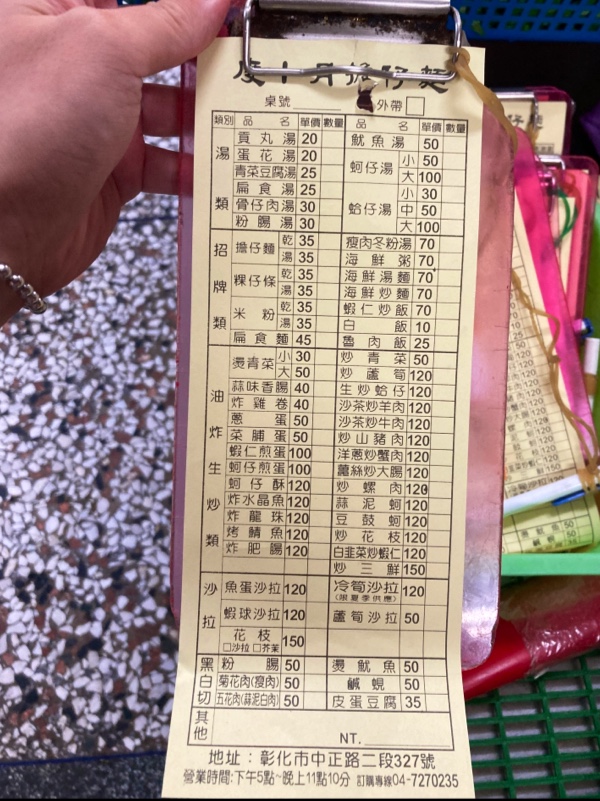 度小月擔仔麵
桌號 外帶
類別 品名 單價 數量 品名 單價 數量
湯類
貢丸湯 20 魷魚湯 50
蛋花湯 20 蚵仔湯 小 50
青菜豆腐湯 25 大 100
扁食湯 25 蛤仔湯 小 30
骨仔肉湯 30 中 50
粉腸湯 30 大 100
招牌類
擔仔麵 乾 35 瘦肉冬粉湯 70
湯 35 海鮮粥 70
粿仔條 乾 35 海鮮湯麵 70
湯 35 海鮮炒麵 70
米粉 乾 35 蝦仁炒飯 70
湯 35 白飯 10
扁食麵 45 魯肉飯 25
油炸生炒類
燙青菜 小 30 炒青菜 50
大 50 炒蘆筍 120
蒜味香腸 40 生炒蛤仔 120
炸雞卷 40 沙茶炒羊肉 120
蔥蛋 50 沙茶炒牛肉 120
菜脯蛋 50 炒山豬肉 120
蝦仁煎蛋 100 洋蔥炒蟹肉 120
蚵仔煎蛋 100 薑絲炒大腸 120
蚵仔酥 120 炒螺肉 120
炸水晶魚 120 蒜泥蚵 120
炸龍珠 120 豆鼓蚵 120
烤鯖魚 120 炒花枝 120
炸肥腸 120 白韭菜炒蝦仁 120
炒三鮮 150
沙拉
魚蛋沙拉 120 冷筍沙拉 120
(限夏季供應)
蝦球沙拉 120 蘆筍沙拉 50
花枝 150
□沙拉 □芥茉
黑白切
粉腸 50 燙魷魚 50
菊花肉(瘦肉) 50 鹹蜆 50
五花肉(蒜泥白肉) 50 皮蛋豆腐 35
其他
NT.
地址：彰化市中正路二段327號
營業時間:下午5點~晚上11點10分 訂購專線04-7270235